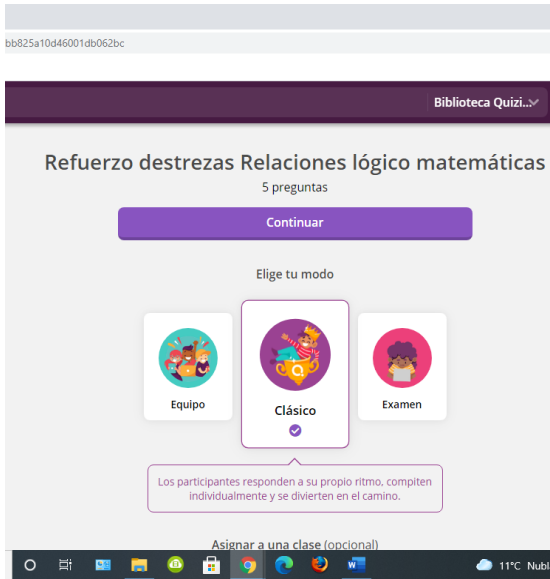 bb825a10d46001db062bc
Biblioteca Quizi...
Refuerzo destrezas Relaciones lógico matemáticas
5 preguntas
Continuar
Elige tu modo
Equipo
Clásico
Examen
Los participantes responden a su propio ritmo, compiten
individualmente y se divierten en el camino.
Asignar a una clase (opcional)
11°C Nubl